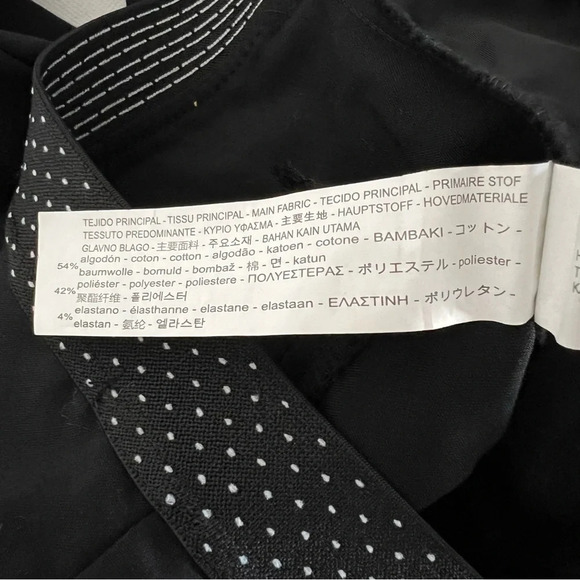 TEJIDO PRINCIPAL - TISSU PRINCIPAL - MAIN FABRIC - TECIDO PRINCIPAL - PRIMAIRE STOF
TESSUTO PREDOMINANTE - ΚΥΡΙΟ ΥΦΑΣΜΑ - 主要生地 - HAUPTSTOFF - HOVEDMATERIALE
GLAVNO BLAGO - 主要面料 - 주요소재 - BAHAN KAIN UTAMA
54% algodón - coton - cotton - algodão - katoen - cotone - BAMBAKI - コットン -
baumwolle - bomuld - bombaž - 棉 - 면 - katun
42% poliéster - polyester - poliestere - ΠΟΛΥΕΣΤΕΡΑΣ - ポリエステル - poliester -
聚酯纤维 - 폴리에스터
4% elastano - élasthanne - elastane - elastaan - ΕΛΑΣΤΙΝΗ - ポリウレタン -
elastan - 氨纶 - 엘라스탄